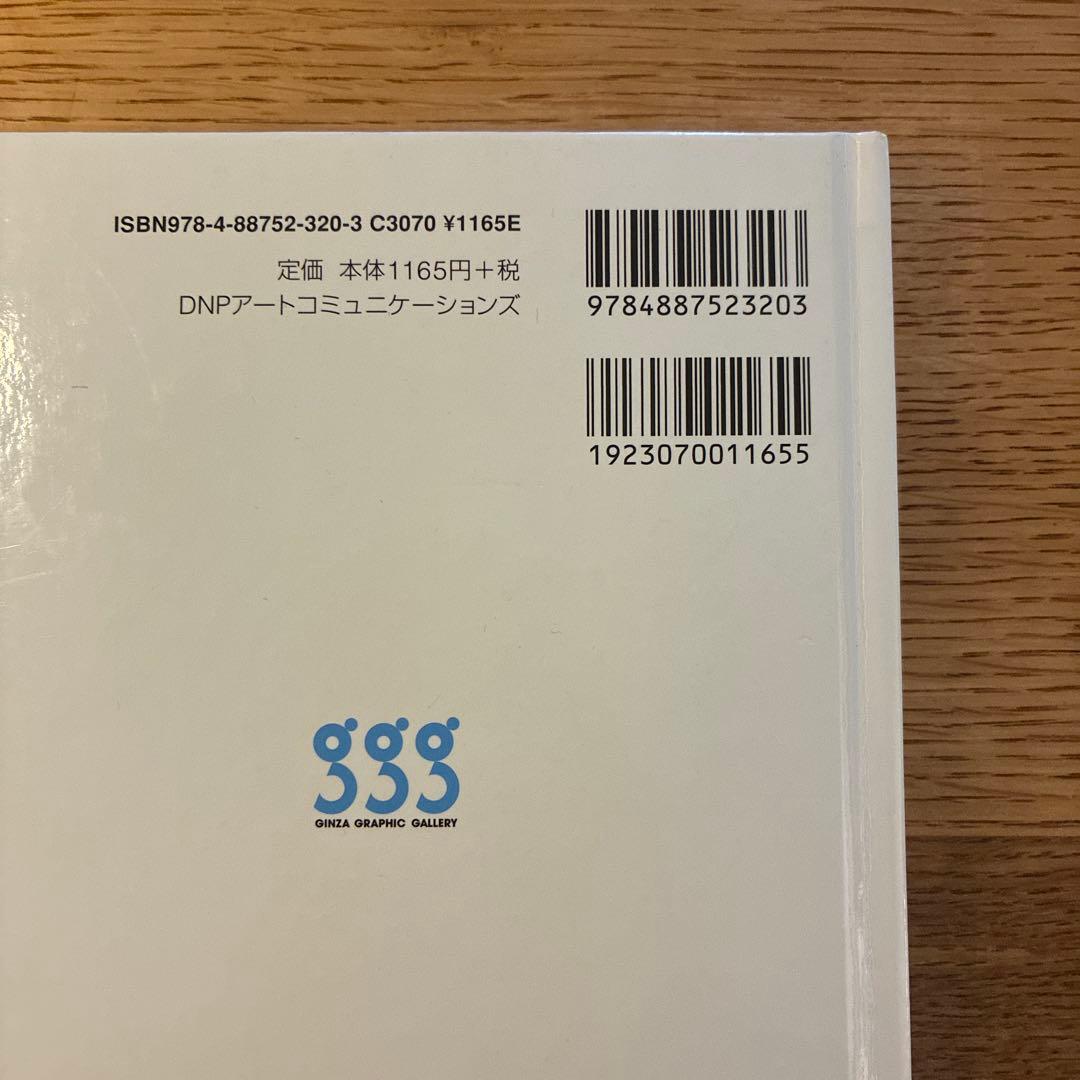 ISBN978-4-88752-320-3 C3070 ¥1165E
定価 本体1165円+税
DNPアートコミュニケーションズ
9784887523203
1923070011655
ggg
GINZA GRAPHIC GALLERY